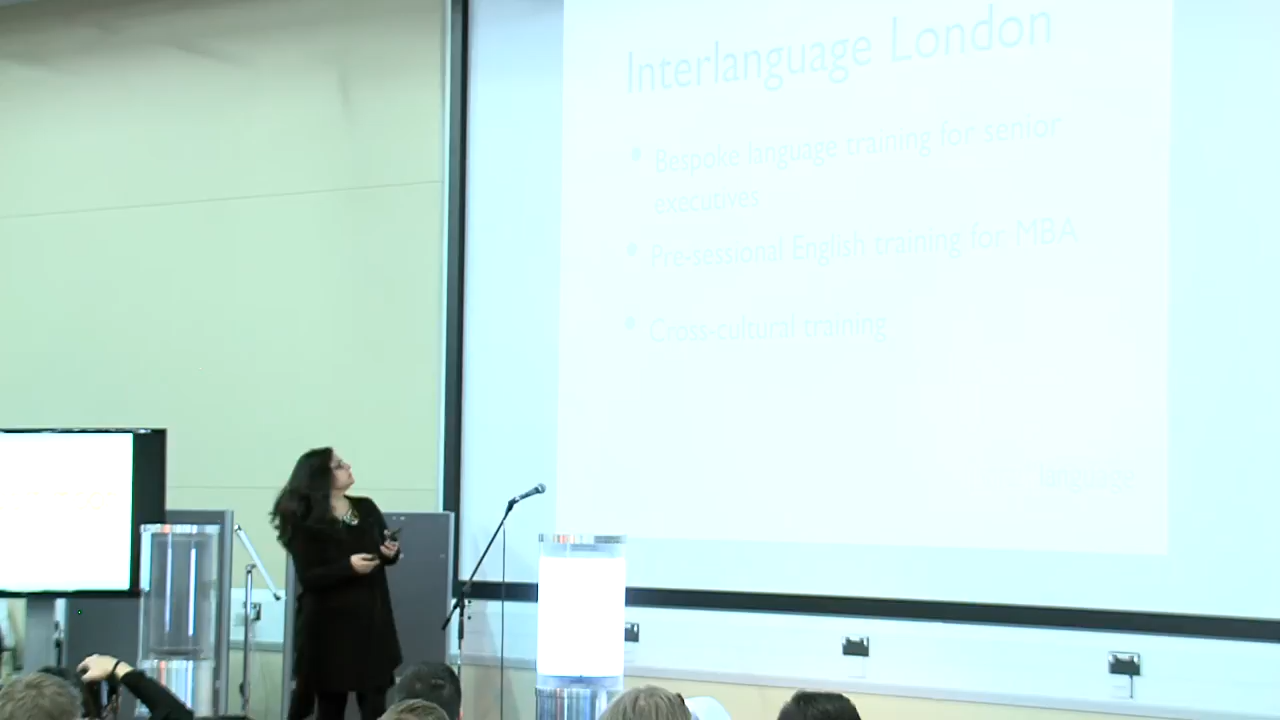 Interlanguage London
• Bespoke language training for senior
executives
• Pre-sessional English training for MBA
• Cross-cultural training